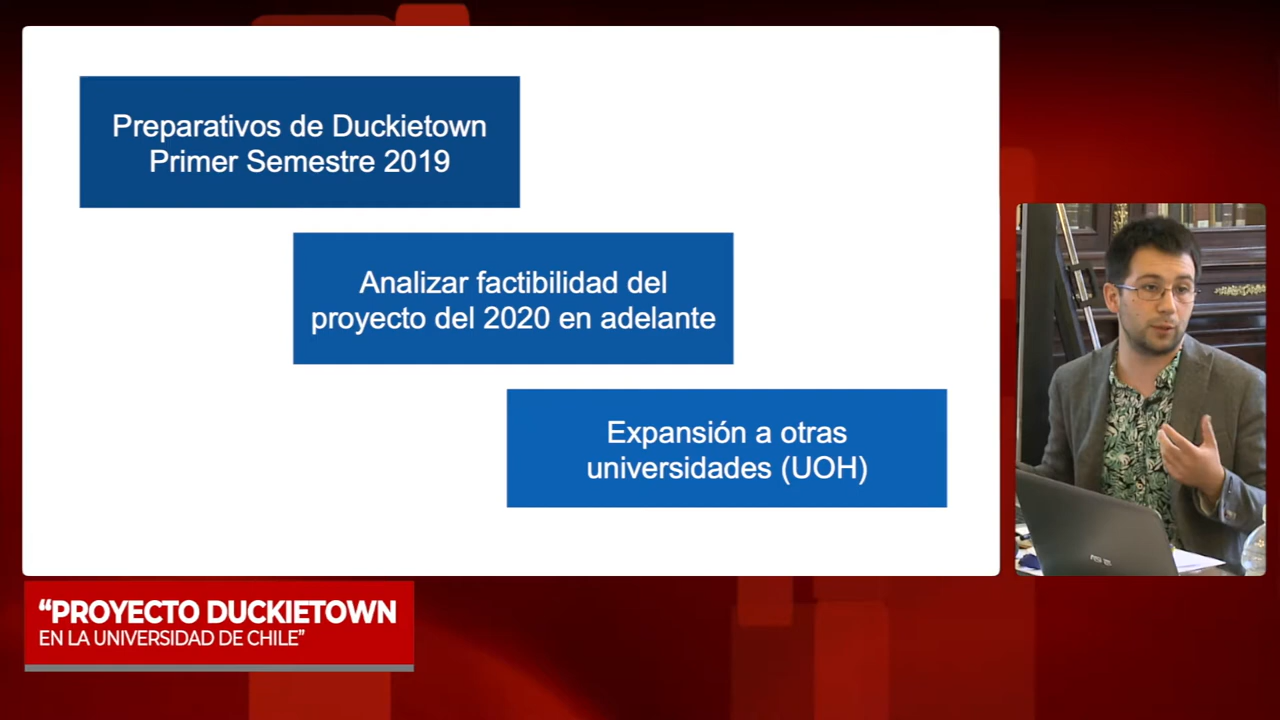 Preparativos de Duckietown
Primer Semestre 2019
Analizar factibilidad del
proyecto del 2020 en adelante
Expansión a otras
universidades (UOH)
“PROYECTO DUCKIETOWN
EN LA UNIVERSIDAD DE CHILE”
ASUS